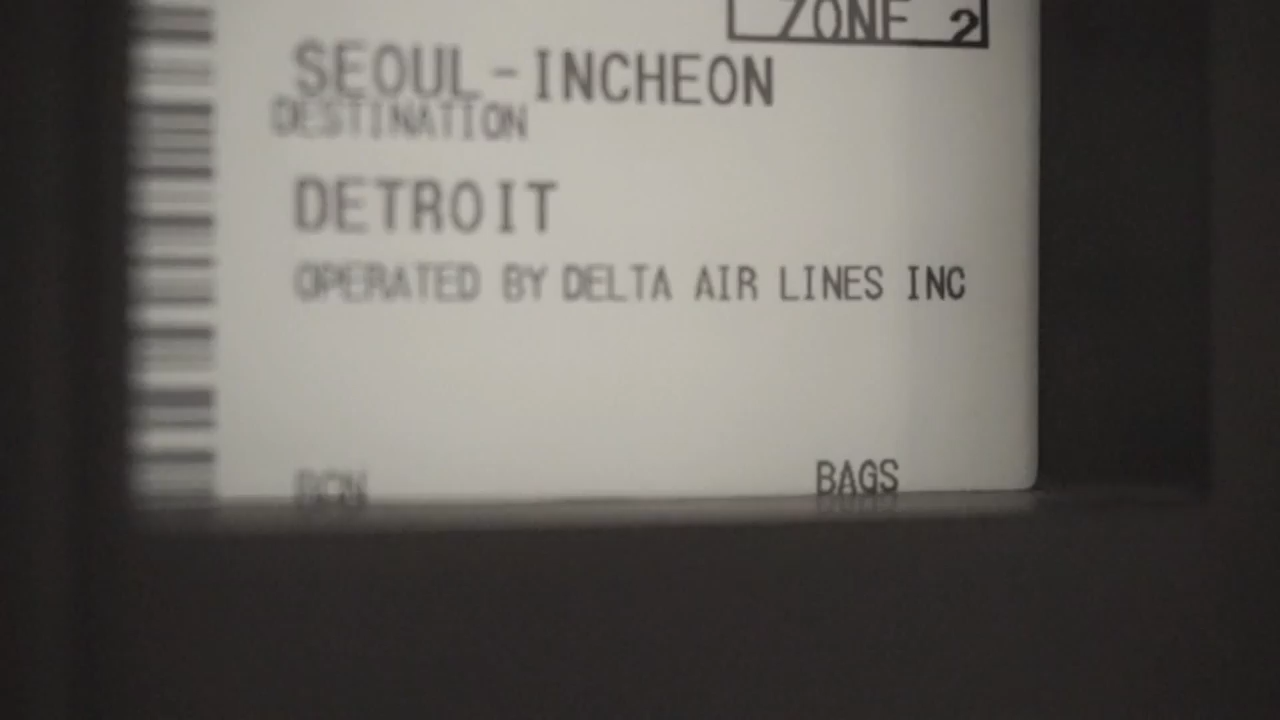 ZONE 2
SEOUL-INCHEON
DESTINATION
DETROIT
OPERATED BY DELTA AIR LINES INC
BAGS